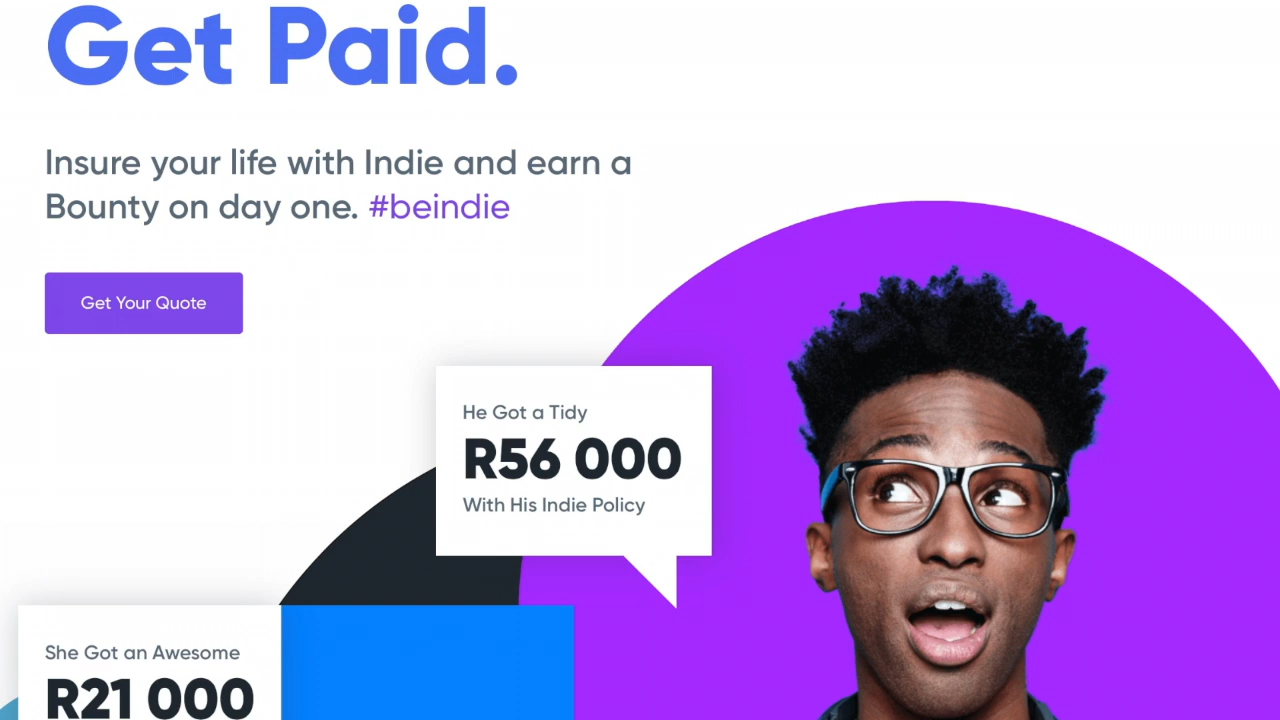 Get Paid.
Insure your life with Indie and earn a
Bounty on day one. #beindie
Get Your Quote
He Got a Tidy
R56 000
With His Indie Policy
She Got an Awesome
R21 000